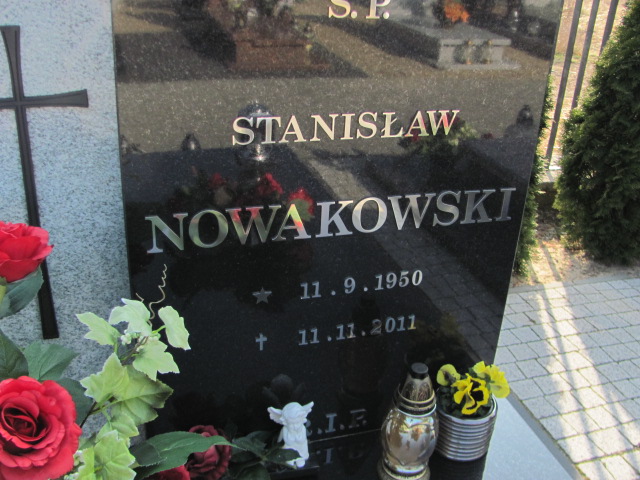 Ś.P.
STANISŁAW
NOWAKOWSKI
11.9.1950
11.11.2011